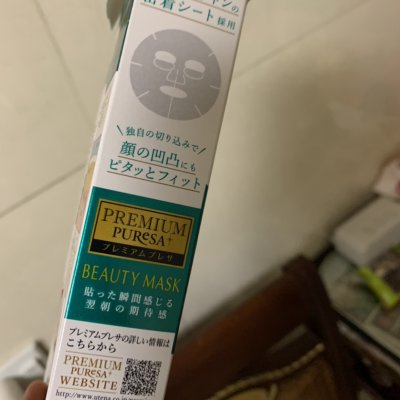 密着シート採用
独自の切り込みで
顔の凹凸にも
ピタッとフィット
PREMIUM
PUReSA+
プレミアムプレサ
BEAUTY MASK
貼った瞬間感じる
翌朝の期待感
プレミアムプレサの詳しい情報は
こちらから
PREMIUM
PUReSA+
WEBSITE
http://www.utena.co.jp